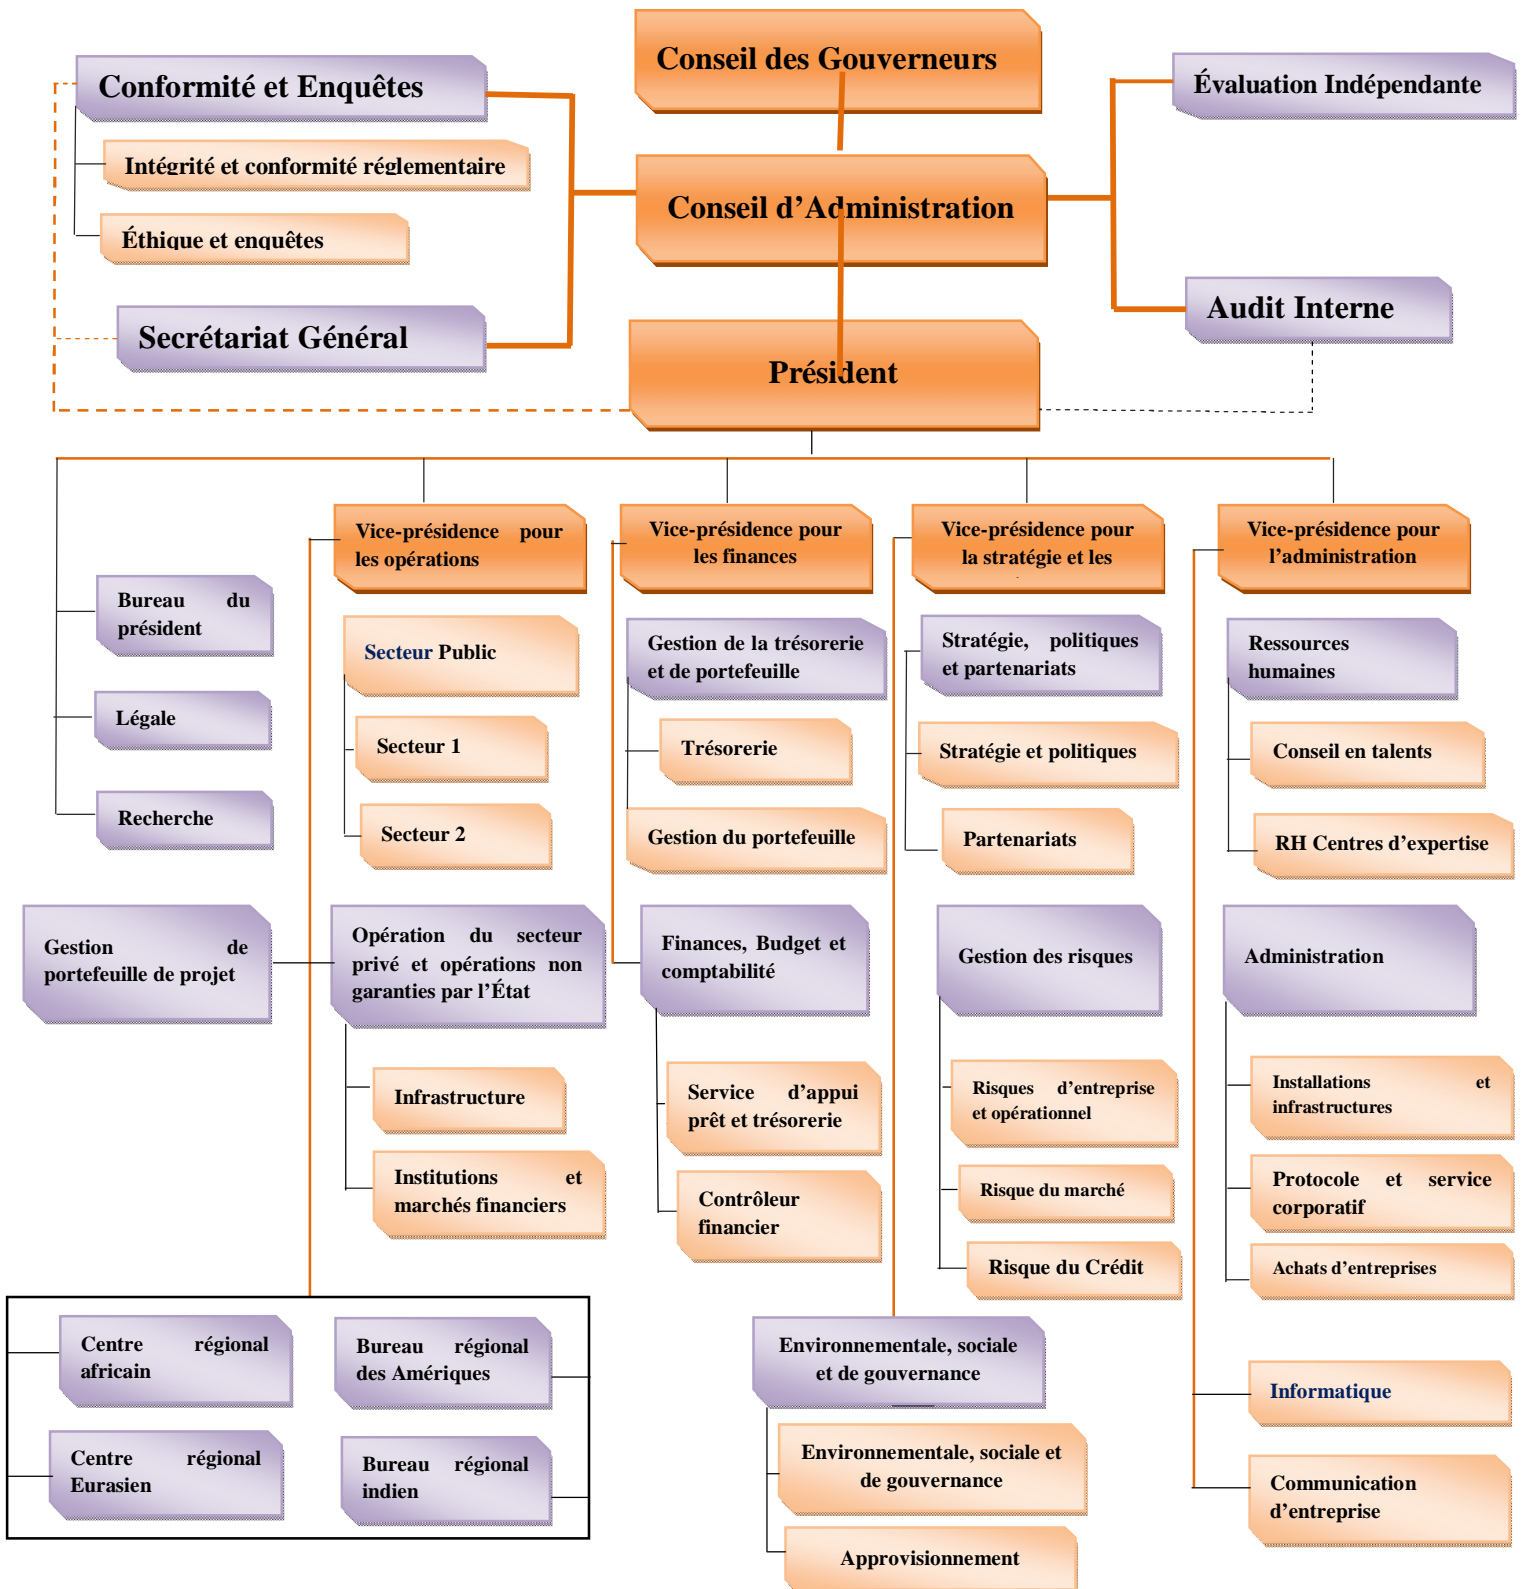 Conseil des Gouverneurs
Conformité et Enquêtes
Évaluation Indépendante
Intégrité et conformité réglementaire
Conseil d’Administration
Éthique et enquêtes
Audit Interne
Secrétariat Général
Président
Vice-présidence pour
les opérations
Vice-présidence pour
les finances
Vice-présidence pour
la stratégie et les
Vice-présidence pour
l’administration
Bureau du
président
Légale
Recherche
Secteur Public
Secteur 1
Secteur 2
Gestion de la trésorerie
et de portefeuille
Trésorerie
Gestion du portefeuille
Stratégie, politiques
et partenariats
Stratégie et politiques
Partenariats
Ressources
humaines
Conseil en talents
RH Centres d’expertise
Gestion de
portefeuille de projet
Opération du secteur
privé et opérations non
garanties par l’État
Finances, Budget et
comptabilité
Gestion des risques
Administration
Infrastructure
Institutions et
marchés financiers
Service d’appui
prêt et trésorerie
Contrôleur
financier
Risques d’entreprise
et opérationnel
Risque du marché
Risque du Crédit
Installations et
infrastructures
Protocole et service
corporatif
Achats d’entreprises
Centre régional
africain
Bureau régional
des Amériques
Centre régional
Eurasien
Bureau régional
indien
Environnementale, sociale
et de gouvernance
Environnementale, sociale et
de gouvernance
Approvisionnement
Informatique
Communication
d’entreprise